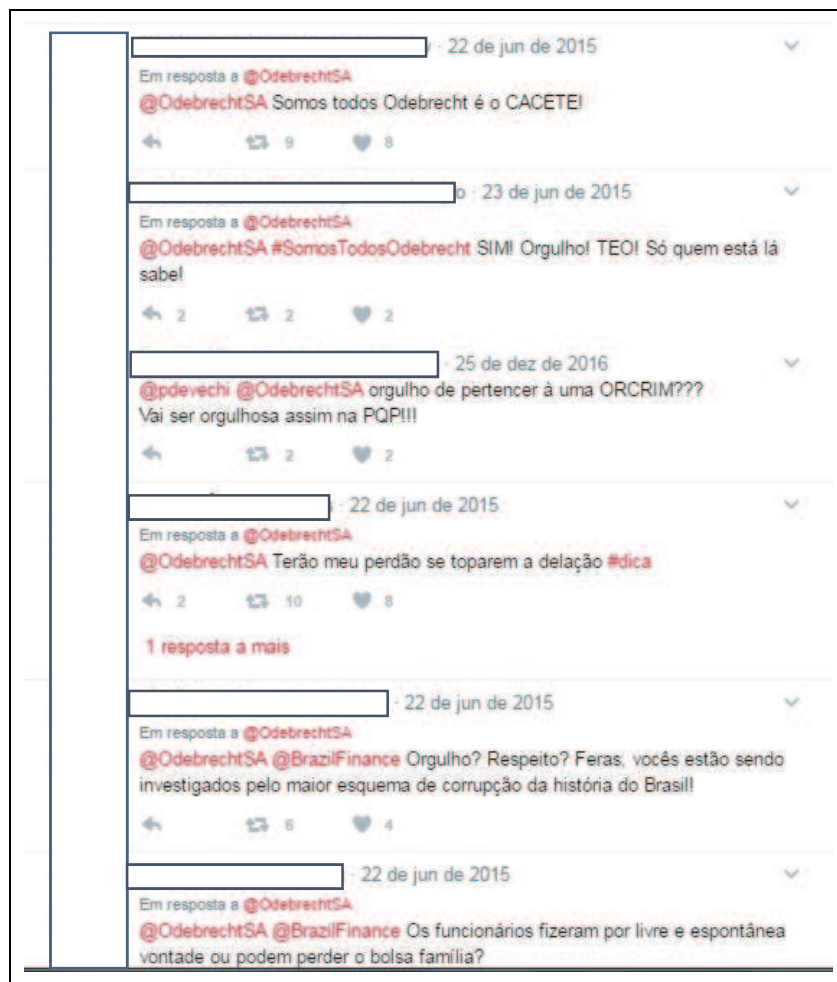 · 22 de jun de 2015
Em resposta a @OdebrechtSA
@OdebrechtSA Somos todos Odebrecht é o CACETE!
9 8
· 23 de jun de 2015
Em resposta a @OdebrechtSA
@OdebrechtSA #SomosTodosOdebrecht SIM! Orgulho! TEO! Só quem está lá
sabe!
2 2 2
· 25 de dez de 2016
@pdevechi @OdebrechtSA orgulho de pertencer à uma ORCRIM???
Vai ser orgulhosa assim na PQP!!!
2 2
· 22 de jun de 2015
Em resposta a @OdebrechtSA
@OdebrechtSA Terão meu perdão se toparem a delação #dica
2 10 8
1 resposta a mais
· 22 de jun de 2015
Em resposta a @OdebrechtSA
@OdebrechtSA @BrazilFinance Orgulho? Respeito? Feras, vocês estão sendo
investigados pelo maior esquema de corrupção da história do Brasil!
6 4
· 22 de jun de 2015
Em resposta a @OdebrechtSA
@OdebrechtSA @BrazilFinance Os funcionários fizeram por livre e espontânea
vontade ou podem perder o bolsa família?